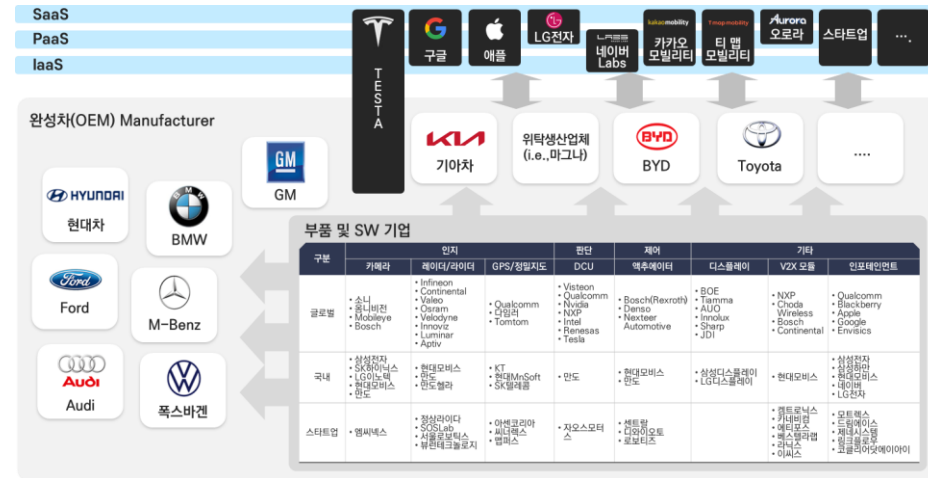 SaaS
PaaS
IaaS
TESTA
구글
애플
LG전자
네이버
Labs
kakaomobility
카카오
모빌리티
T map mobility
티 맵
모빌리티
Aurora
오로라
스타트업
….
완성차(OEM) Manufacturer
HYUNDAI
현대차
BMW
BMW
GM
GM
Ford
Ford
M-Benz
Audi
Audi
폭스바겐
KIA
기아차
위탁생산업체
(i.e.,마그나)
BYD
BYD
Toyota
....
부품 및 SW 기업
구분 인지 판단 제어 기타
카메라 레이더/라이더 GPS/정밀지도 DCU 액추에이터 디스플레이 V2X 모듈 인포테인먼트
글로벌
• 소니
• 옴니비전
• Mobileye
• Bosch
• Infineon
• Continental
• Valeo
• Osram
• Velodyne
• Innoviz
• Luminar
• Aptiv
• Qualcomm
• 다임러
• Tomtom
• Visteon
• Qualcomm
• Nvidia
• NXP
• Intel
• Renesas
• Tesla
• Bosch(Rexroth)
• Denso
• Nexteer
Automotive
• BOE
• Tiamma
• AUO
• Innolux
• Sharp
• JDI
• NXP
• Choda
Wireless
• Bosch
• Continental
• Qualcomm
• Blackberry
• Apple
• Google
• Envisics
국내
• 삼성전자
• SK하이닉스
• LG이노텍
• 현대모비스
• 만도
• 현대모비스
• 만도
• 만도헬라
• KT
• 현대MnSoft
• SK텔레콤
• 만도
• 현대모비스
• 만도
• 삼성디스플레이
• LG디스플레이
• 현대모비스
• 삼성전자
• 삼성하만
• 현대모비스
• 네이버
• LG전자
스타트업
• 엠씨넥스
• 정상라이다
• SOSLab
• 서울로보틱스
• 뷰런테크놀로지
• 아센코리아
• 씨너렉스
• 맵퍼스
• 자오스모터
스
• 센트랄
• 디와이오토
• 로보티즈
• 켐트로닉스
• 카네비컴
• 에티포스
• 베스텔라랩
• 라닉스
• 이씨스
• 모트렉스
• 드림에이스
• 제네시스템
• 링크플로우
• 코클리어닷에이아이